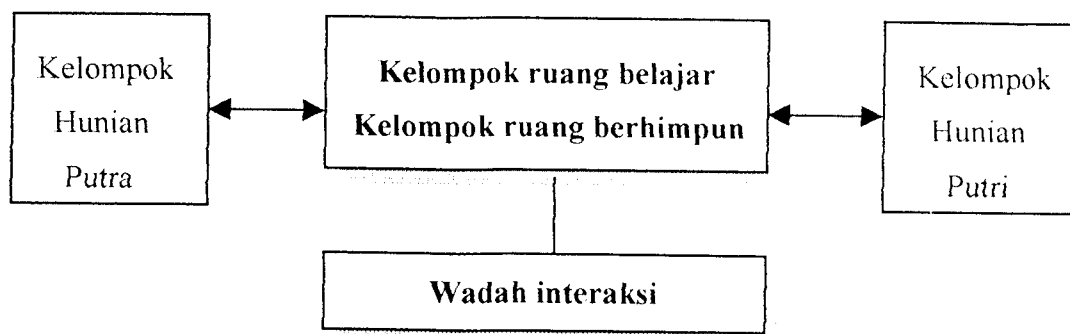 Kelompok
Hunian
Putra
Kelompok ruang belajar
Kelompok ruang berhimpun
Kelompok
Hunian
Putri
Wadah interaksi